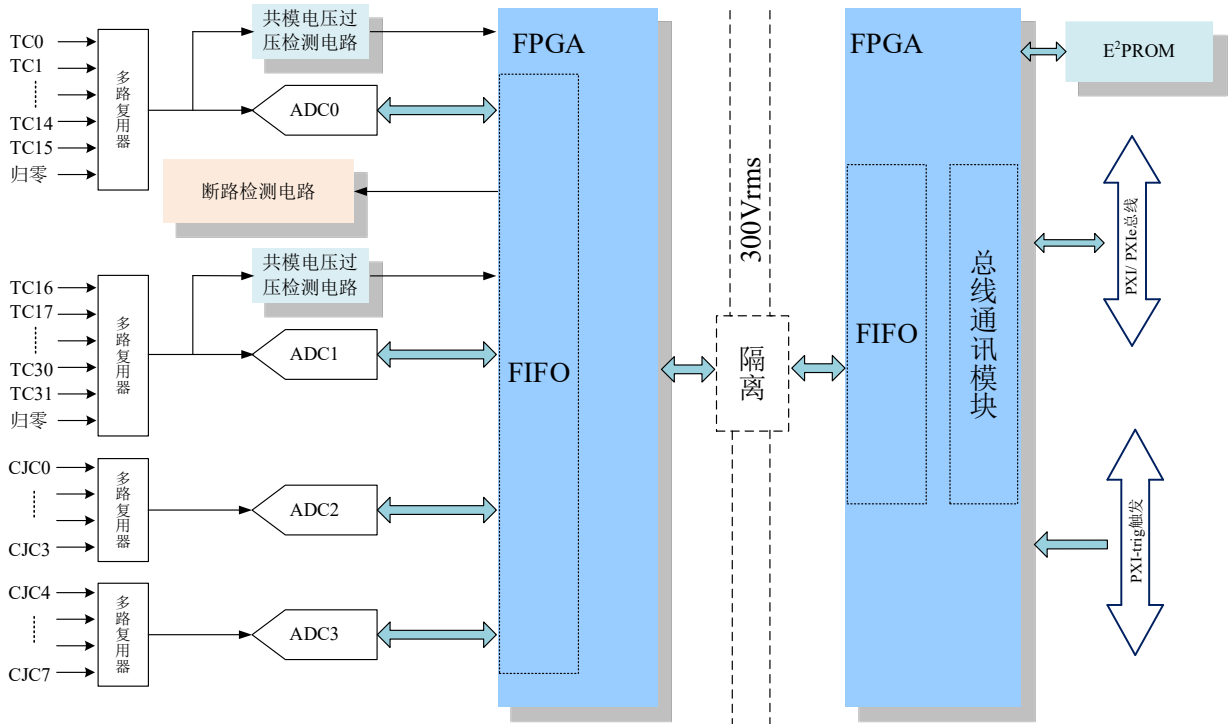 TC0
TC1
TC14
TC15
归零
多路复用器
共模电压过
压检测电路
ADC0
断路检测电路
TC16
TC17
TC30
TC31
归零
多路复用器
共模电压过
压检测电路
ADC1
CJC0
CJC3
多路复用器
ADC2
CJC4
CJC7
多路复用器
ADC3
FPGA
FIFO
300Vrms
隔离
FPGA
FIFO
总线通讯模块
E²PROM
PXI/ PXIe总线
PXI-trig触发